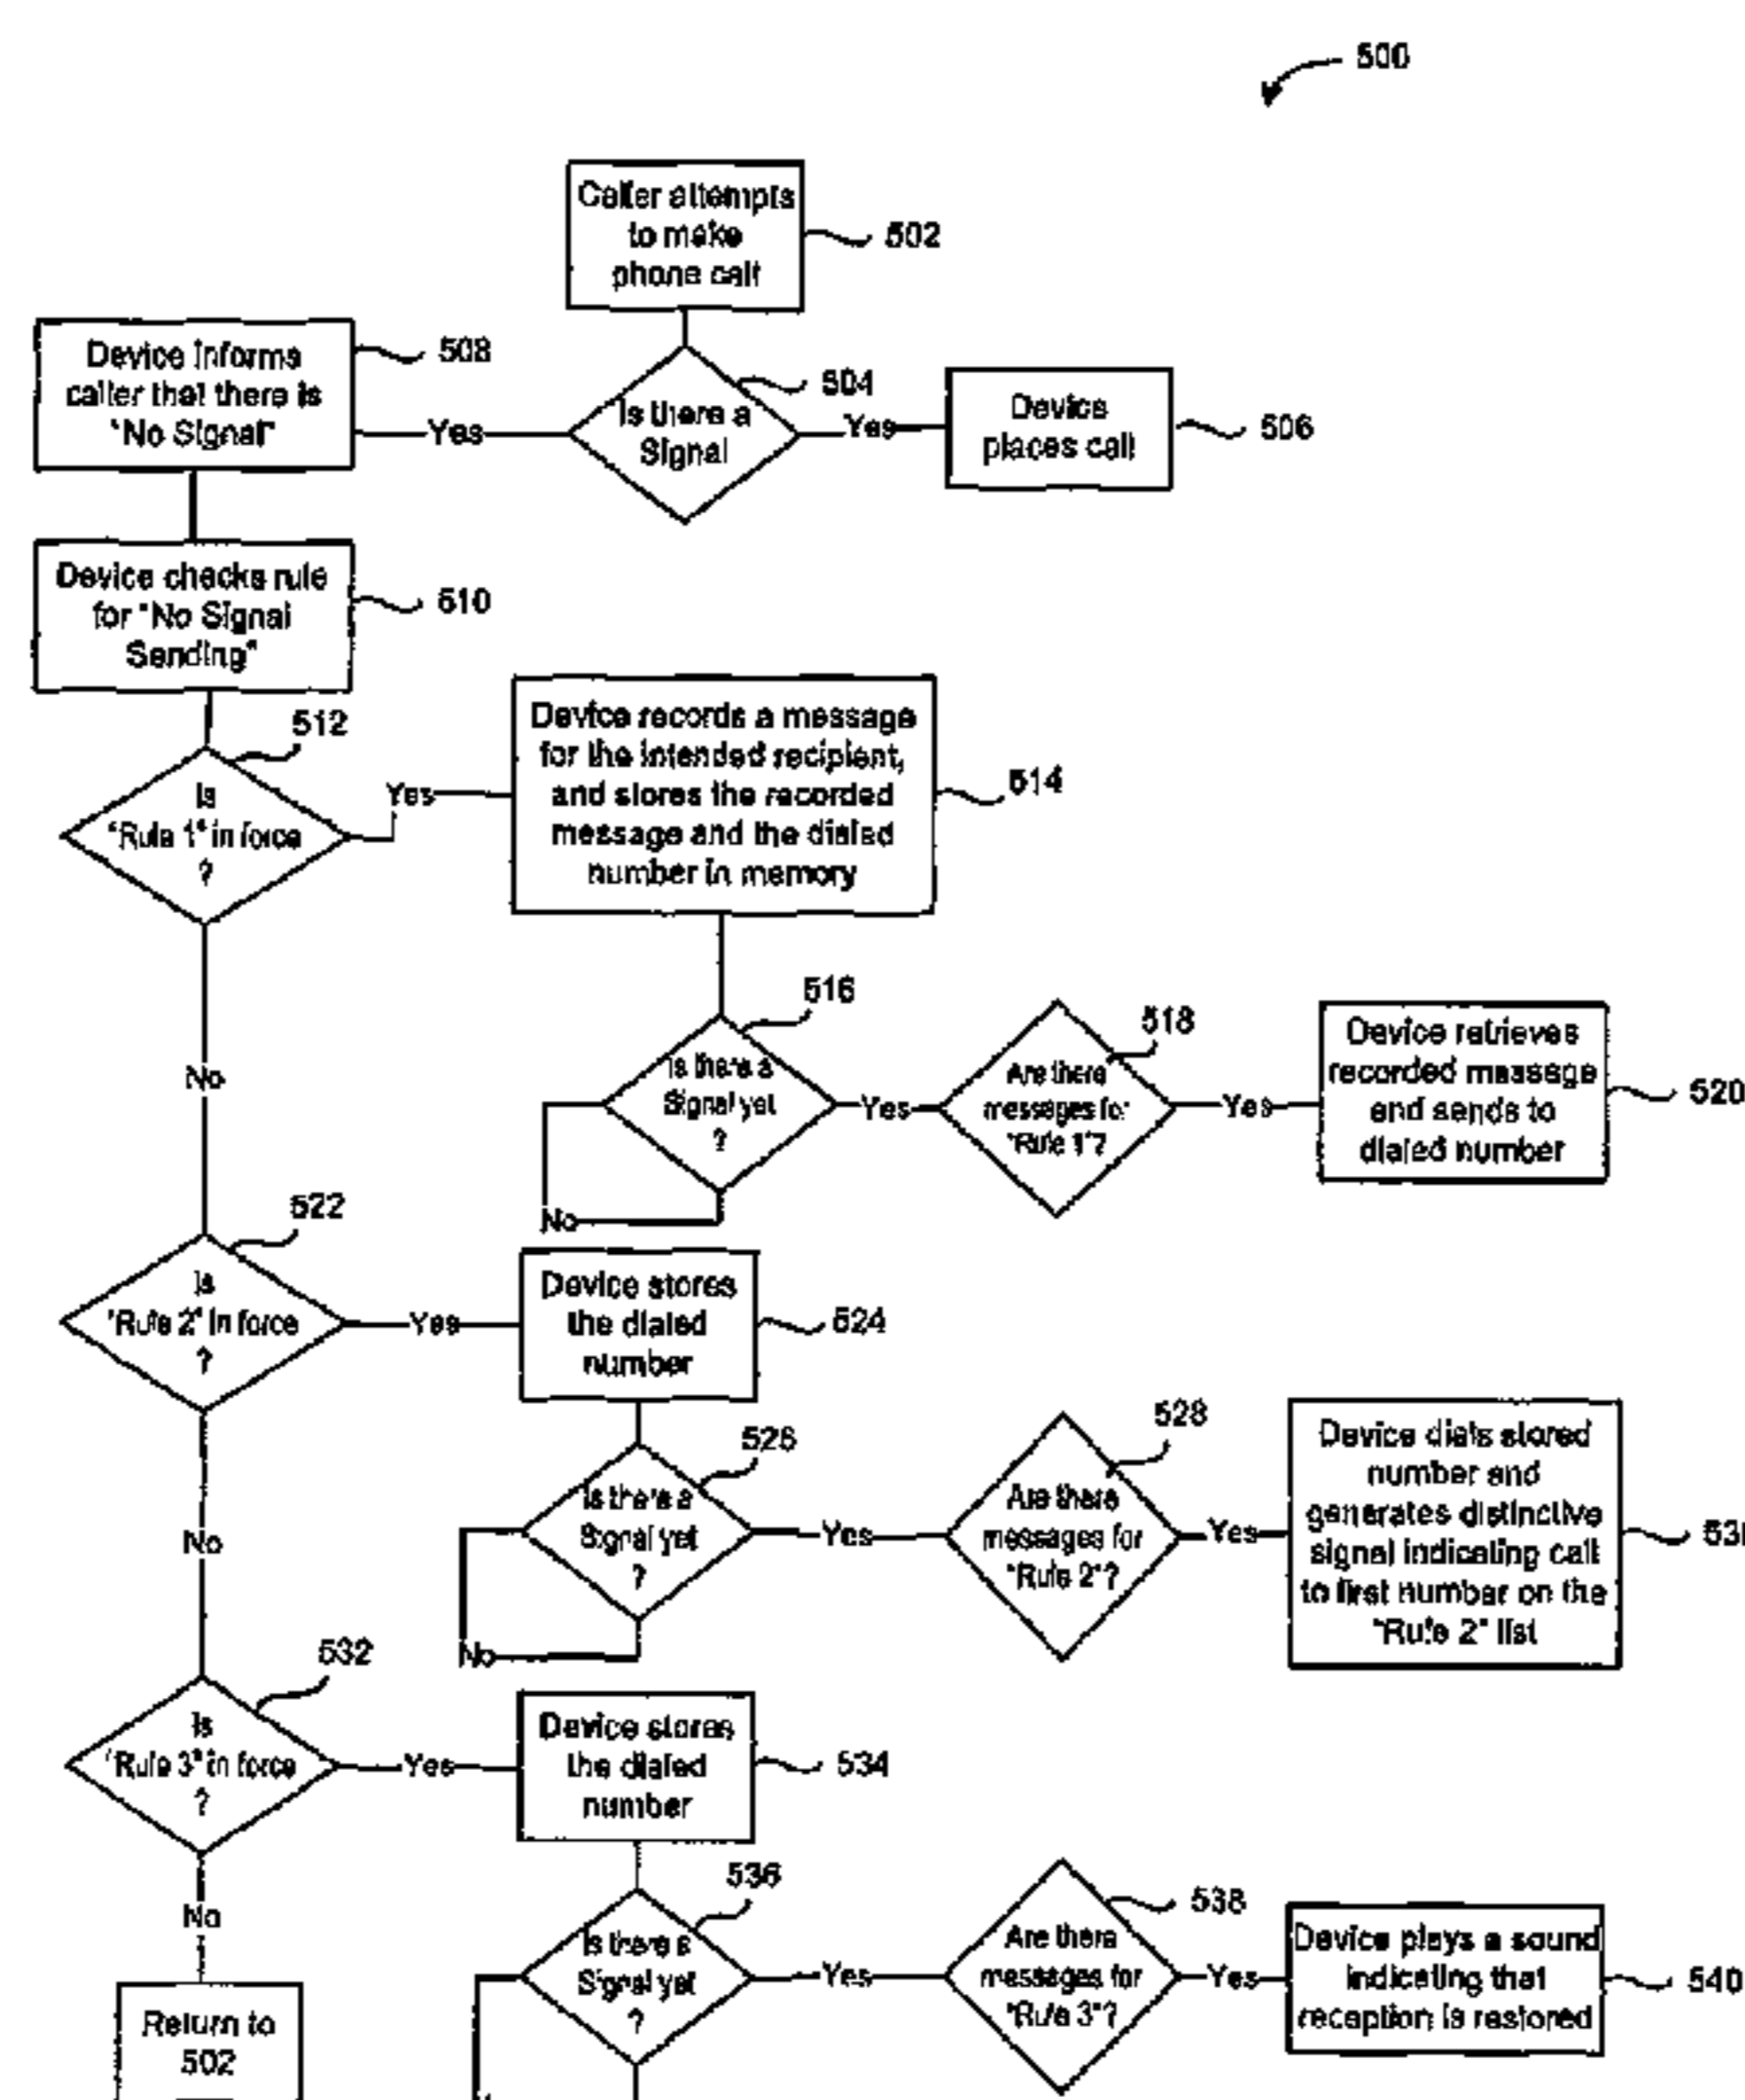 500
Caller attempts
to make
phone call
502
Device informs
caller that there is
"No Signal"
508
Yes
Is there a
Signal
504
Yes
Device
places call
506
Device checks rule
for "No Signal
Sending"
510
512
Is
"Rule 1" in force
?
Yes
Device records a message
for the intended recipient,
and stores the recorded
message and the dialed
number in memory
514
No
516
Is there a
Signal yet
?
No
Yes
518
Are there
messages for
"Rule 1"?
Yes
Device retrieves
recorded message
and sends to
dialed number
520
522
Is
"Rule 2" in force
?
Yes
Device stores
the dialed
number
524
No
526
Is there a
Signal yet
?
No
Yes
528
Are there
messages for
"Rule 2"?
Yes
Device dials stored
number and
generates distinctive
signal indicating call
to first number on the
"Rule 2" list
532
Is
"Rule 3" in force
?
Yes
Device stores
the dialed
number
534
No
536
Is there a
Signal yet
?
Yes
538
Are there
messages for
"Rule 3"?
Yes
Device plays a sound
indicating that
reception is restored
540
Return to
502